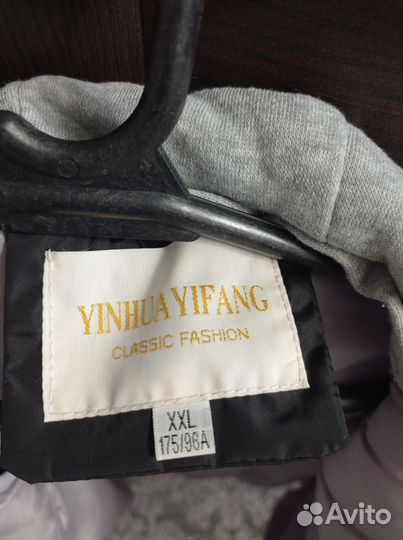 YINHUAYIFANG
CLASSIC FASHION
XXL
175/96A
Avito